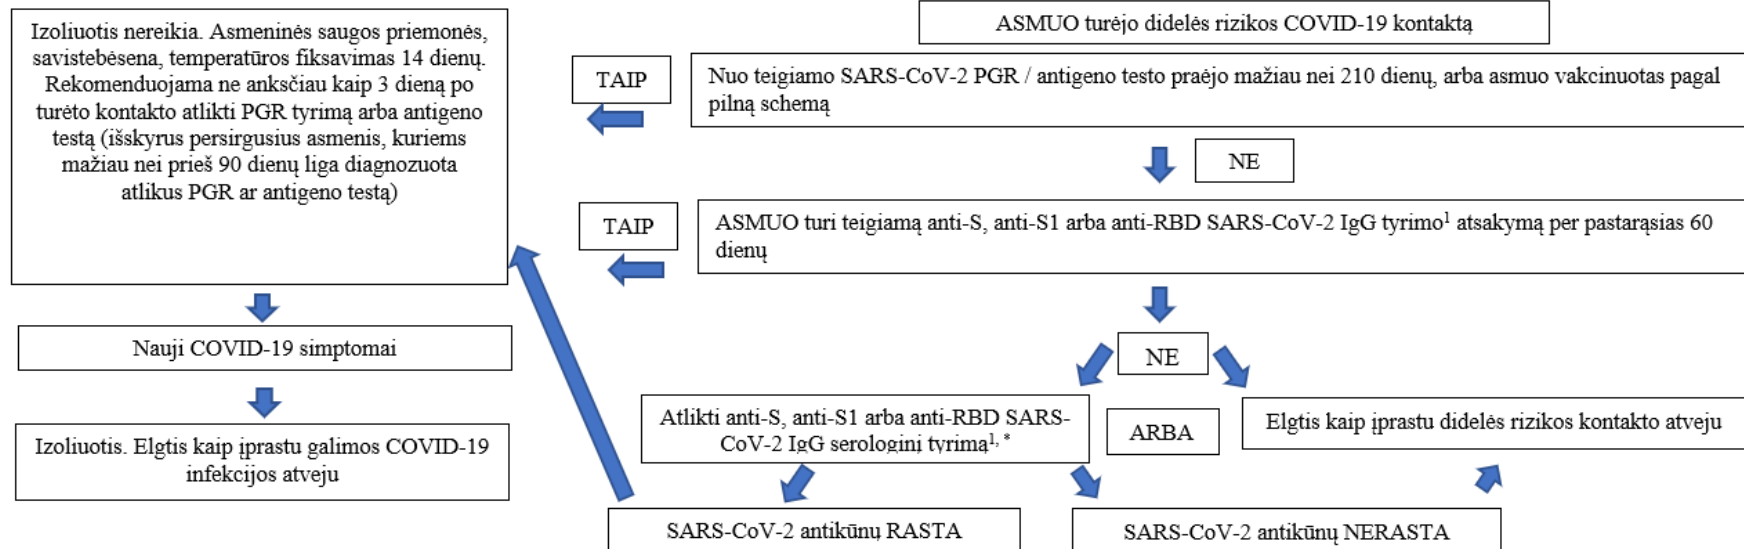 Izoliuotis nereikia. Asmeninės saugos priemonės,
savistebėsena, temperatūros fiksavimas 14 dienų.
Rekomenduojama ne anksčiau kaip 3 dieną po
turėto kontakto atlikti PGR tyrimą arba antigeno
testą (išskyrus persirgusius asmenis, kuriems
mažiau nei prieš 90 dienų liga diagnozuota
atlikus PGR ar antigeno testą)
Nauji COVID-19 simptomai
Izoliuotis. Elgtis kaip įprastu galimos COVID-19
infekcijos atveju
ASMUO turėjo didelės rizikos COVID-19 kontaktą
TAIP
Nuo teigiamo SARS-CoV-2 PGR / antigeno testo praėjo mažiau nei 210 dienų, arba asmuo vakcinuotas pagal
pilną schemą
NE
TAIP
ASMUO turi teigiamą anti-S, anti-S1 arba anti-RBD SARS-CoV-2 IgG tyrimo¹ atsakymą per pastarąsias 60
dienų
NE
Atlikti anti-S, anti-S1 arba anti-RBD SARS-
CoV-2 IgG serologinį tyrimą¹, *
ARBA
Elgtis kaip įprastu didelės rizikos kontakto atveju
SARS-CoV-2 antikūnų RASTA
SARS-CoV-2 antikūnų NERASTA